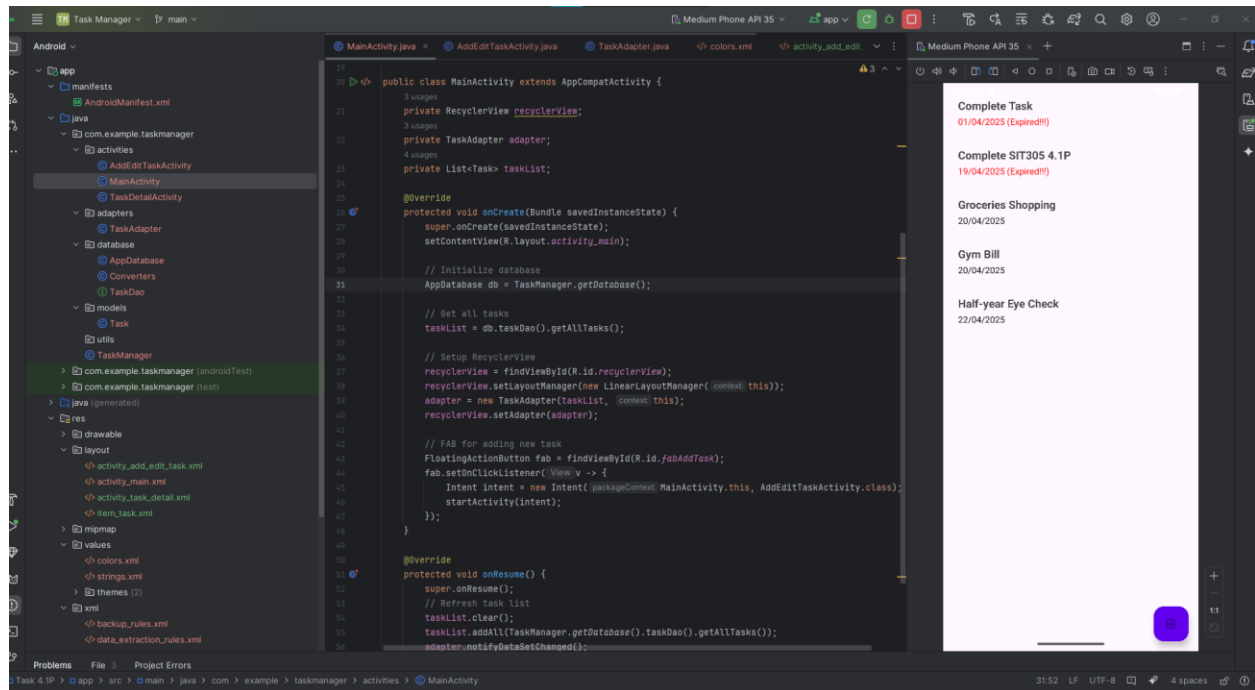 Task Manager
main
Medium Phone API 35
app
Android
app
manifests
AndroidManifest.xml
java
com.example.taskmanager
activities
AddEditTaskActivity
MainActivity
TaskDetailActivity
adapters
TaskAdapter
database
AppDatabase
Converters
TaskDao
models
Task
utils
TaskManager
com.example.taskmanager (androidTest)
com.example.taskmanager (test)
java (generated)
res
drawable
layout
activity_add_edit_task.xml
activity_main.xml
activity_task_detail.xml
item_task.xml
mipmap
values
colors.xml
strings.xml
themes (2)
xml
backup_rules.xml
data_extraction_rules.xml
MainActivity.java
AddEditTaskActivity.java
TaskAdapter.java
colors.xml
activity_add_edit
3
19
20 public class MainActivity extends AppCompatActivity {
3 usages
21 private RecyclerView recyclerView;
3 usages
22 private TaskAdapter adapter;
4 usages
23 private List<Task> taskList;
24
25 @Override
26 protected void onCreate(Bundle savedInstanceState) {
27 super.onCreate(savedInstanceState);
28 setContentView(R.layout.activity_main);
29
30 // Initialize database
31 AppDatabase db = TaskManager.getDatabase();
32
33 // Get all tasks
34 taskList = db.taskDao().getAllTasks();
35
36 // Setup RecyclerView
37 recyclerView = findViewById(R.id.recyclerView);
38 recyclerView.setLayoutManager(new LinearLayoutManager( context: this));
39 adapter = new TaskAdapter(taskList, context: this);
40 recyclerView.setAdapter(adapter);
41
42 // FAB for adding new task
43 FloatingActionButton fab = findViewById(R.id.fabAddTask);
44 fab.setOnClickListener( View v -> {
45 Intent intent = new Intent( packageContext: MainActivity.this, AddEditTaskActivity.class);
46 startActivity(intent);
47 });
48 }
49
50 @Override
51 protected void onResume() {
52 super.onResume();
53 // Refresh task list
54 taskList.clear();
55 taskList.addAll(TaskManager.getDatabase().taskDao().getAllTasks());
56 adapter.notifyDataSetChanged();
Medium Phone API 35
Complete Task
01/04/2025 (Expired!!!)
Complete SIT305 4.1P
19/04/2025 (Expired!!!)
Groceries Shopping
20/04/2025
Gym Bill
20/04/2025
Half-year Eye Check
22/04/2025
1:1
Problems File 3 Project Errors
Task 4.1P > app > src > main > java > com > example > taskmanager > activities > MainActivity
31:52 LF UTF-8 4 spaces